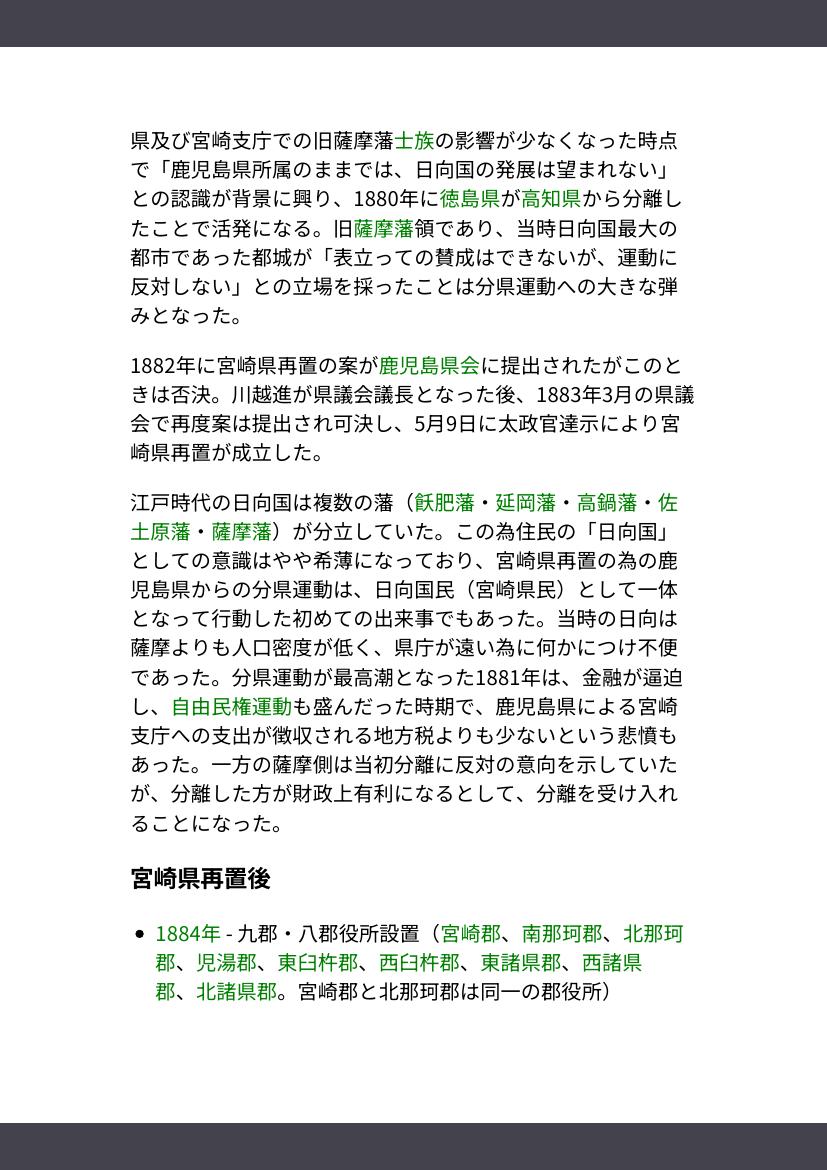 県及び宮崎支庁での旧薩摩藩士族の影響が少なくなった時点
で「鹿児島県所属のままでは、日向国の発展は望まれない」
との認識が背景に興り、1880年に徳島県が高知県から分離し
たことで活発になる。旧薩摩藩領であり、当時日向国最大の
都市であった都城が「表立っての賛成はできないが、運動に
反対しない」との立場を採ったことは分県運動への大きな弾
みとなった。
1882年に宮崎県再置の案が鹿児島県会に提出されたがこのと
きは否決。川越進が県議会議長となった後、1883年3月の県議
会で再度案は提出され可決し、5月9日に太政官達示により宮
崎県再置が成立した。
江戸時代の日向国は複数の藩（飫肥藩・延岡藩・高鍋藩・佐
土原藩・薩摩藩）が分立していた。この為住民の「日向国」
としての意識はやや希薄になっており、宮崎県再置の為の鹿
児島県からの分県運動は、日向国民（宮崎県民）として一体
となって行動した初めての出来事でもあった。当時の日向は
薩摩よりも人口密度が低く、県庁が遠い為に何かにつけ不便
であった。分県運動が最高潮となった1881年は、金融が逼迫
し、自由民権運動も盛んだった時期で、鹿児島県による宮崎
支庁への支出が徴収される地方税よりも少ないという悲憤も
あった。一方の薩摩側は当初分離に反対の意向を示していた
が、分離した方が財政上有利になるとして、分離を受け入れ
ることになった。
宮崎県再置後
• 1884年 - 九郡・八郡役所設置（宮崎郡、南那珂郡、北那珂
郡、児湯郡、東臼杵郡、西臼杵郡、東諸県郡、西諸県
郡、北諸県郡。宮崎郡と北那珂郡は同一の郡役所）